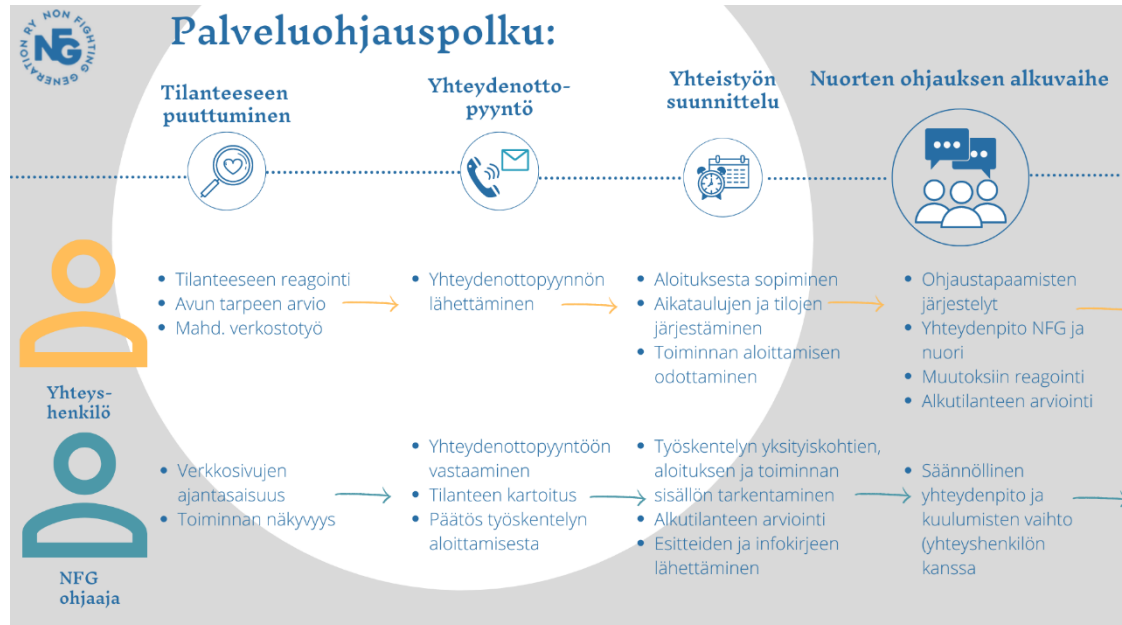 NON FIGHTING GENERATION RY
NFG
Palveluohjauspolku:
Tilanteeseen
puuttuminen
Yhteydenotto-
pyyntö
Yhteistyön
suunnittelu
Nuorten ohjauksen alkuvaihe
Yhteys-
henkilö
• Tilanteeseen reagointi
• Avun tarpeen arvio
• Mahd. verkostotyö
• Yhteydenottopyynnön
lähettäminen
• Aloituksesta sopiminen
• Aikataulujen ja tilojen
järjestäminen
• Toiminnan aloittamisen
odottaminen
• Ohjaustapaamisten
järjestelyt
• Yhteydenpito NFG ja
nuori
• Muutoksiin reagointi
• Alkutilanteen arviointi
NFG
ohjaaja
• Verkkosivujen
ajantasaisuus
• Toiminnan näkyvyys
• Yhteydenottopyyntöön
vastaaminen
• Tilanteen kartoitus
• Päätös työskentelyn
aloittamisesta
• Työskentelyn yksityiskohtien,
aloituksen ja toiminnan
sisällön tarkentaminen
• Alkutilanteen arviointi
• Esitteiden ja infokirjeen
lähettäminen
• Säännöllinen
yhteydenpito ja
kuulumisten vaihto
(yhteyshenkilön
kanssa